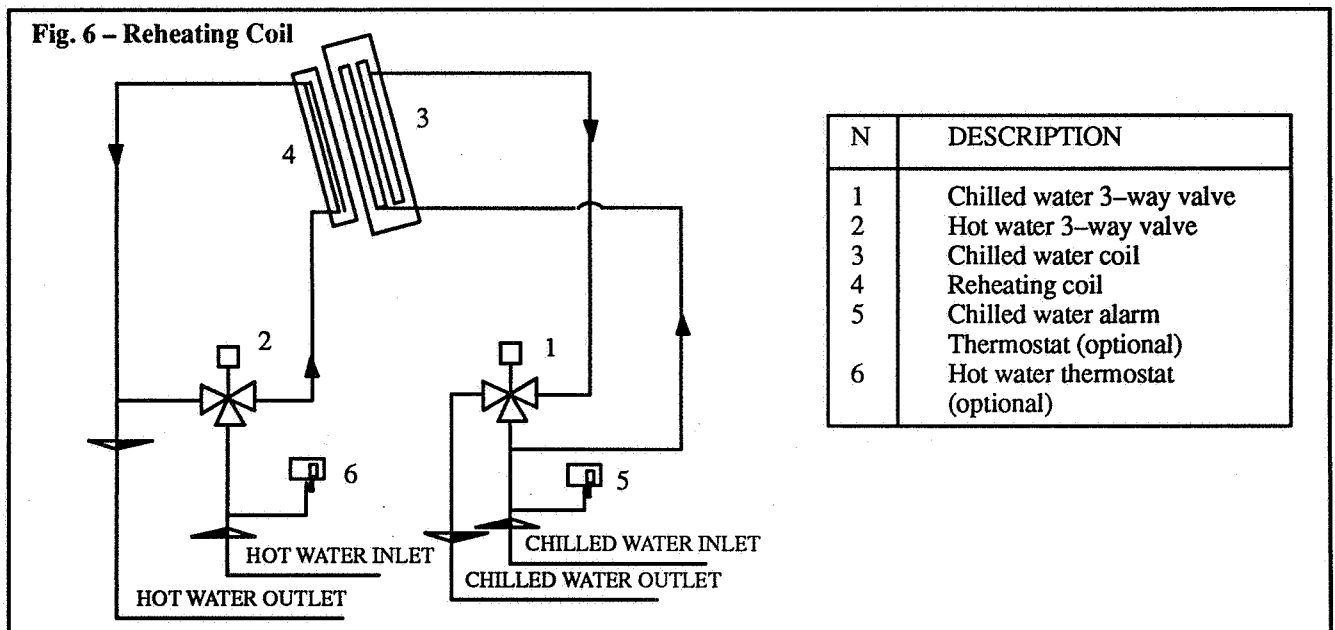 Fig. 6 – Reheating Coil
3
4
2
1
6
5
HOT WATER INLET
HOT WATER OUTLET
CHILLED WATER INLET
CHILLED WATER OUTLET
N DESCRIPTION
1 Chilled water 3–way valve
2 Hot water 3–way valve
3 Chilled water coil
4 Reheating coil
5 Chilled water alarm
Thermostat (optional)
6 Hot water thermostat
(optional)